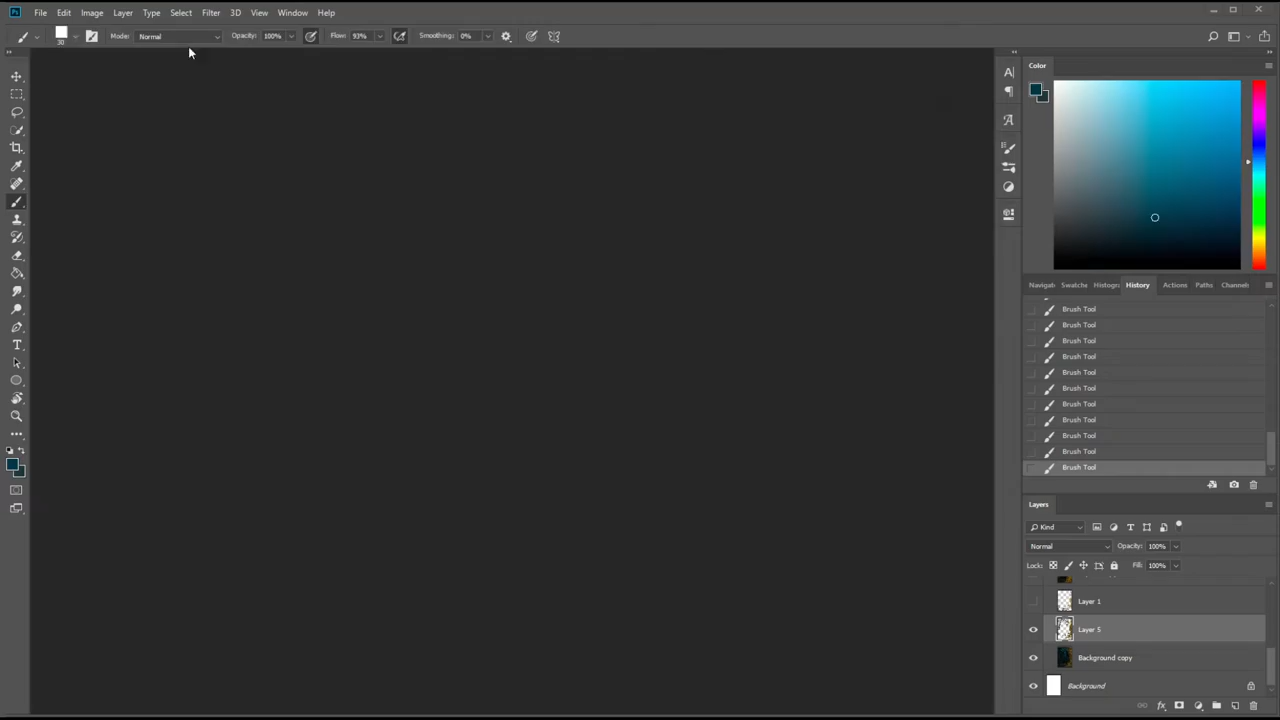 Ps File Edit Image Layer Type Select Filter 3D View Window Help
30 Mode: Normal Opacity: 100% Flow: 93% Smoothing: 0%
Color
Navigat Swatche Histogra History Actions Paths Channel
Brush Tool
Brush Tool
Brush Tool
Brush Tool
Brush Tool
Brush Tool
Brush Tool
Brush Tool
Brush Tool
Brush Tool
Brush Tool
Layers
Kind
Normal Opacity: 100%
Lock: Fill: 100%
Layer 1
Layer 5
Background copy
Background